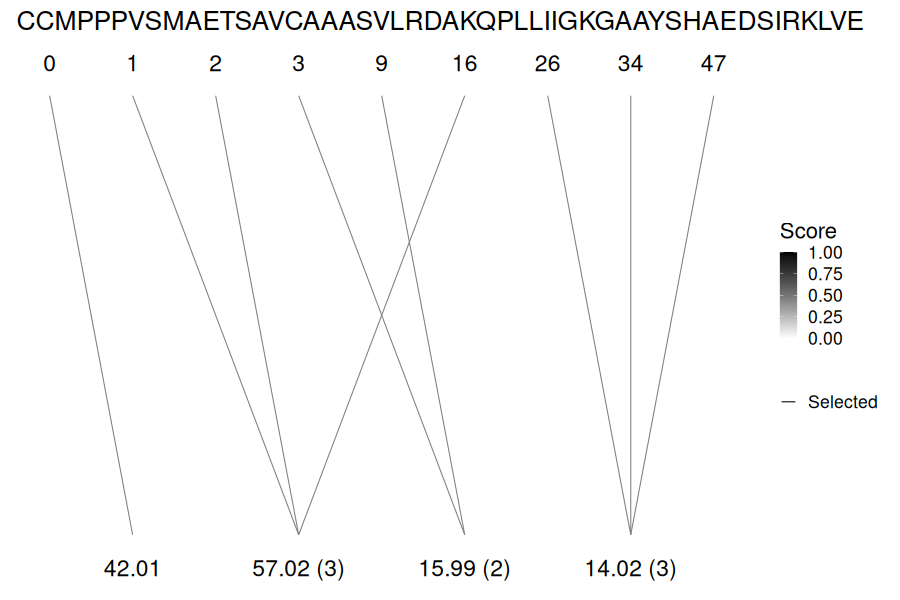 CCMPPPVSMAETSAVCAAASVLRDAKQPLLIIGKGAAYSHAEDSIRKLVE
0 1 2 3 9 16 26 34 47
Score
1.00
0.75
0.50
0.25
0.00
Selected
42.01 57.02 (3) 15.99 (2) 14.02 (3)